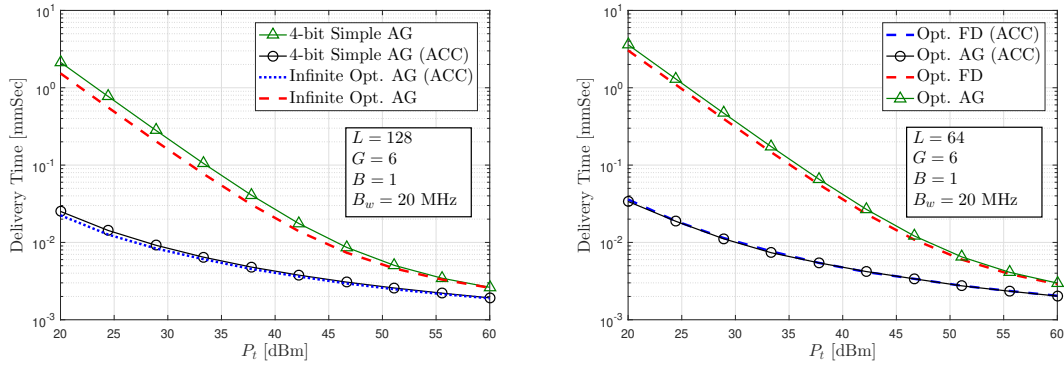 Delivery Time [mmSec]
10^1
10^0
10^-1
10^-2
10^-3
4-bit Simple AG
4-bit Simple AG (ACC)
Infinite Opt. AG (ACC)
Infinite Opt. AG
L = 128
G = 6
B = 1
B_w = 20 MHz
20 25 30 35 40 45 50 55 60
P_t [dBm]
Delivery Time [mmSec]
10^1
10^0
10^-1
10^-2
10^-3
Opt. FD (ACC)
Opt. AG (ACC)
Opt. FD
Opt. AG
L = 64
G = 6
B = 1
B_w = 20 MHz
20 25 30 35 40 45 50 55 60
P_t [dBm]